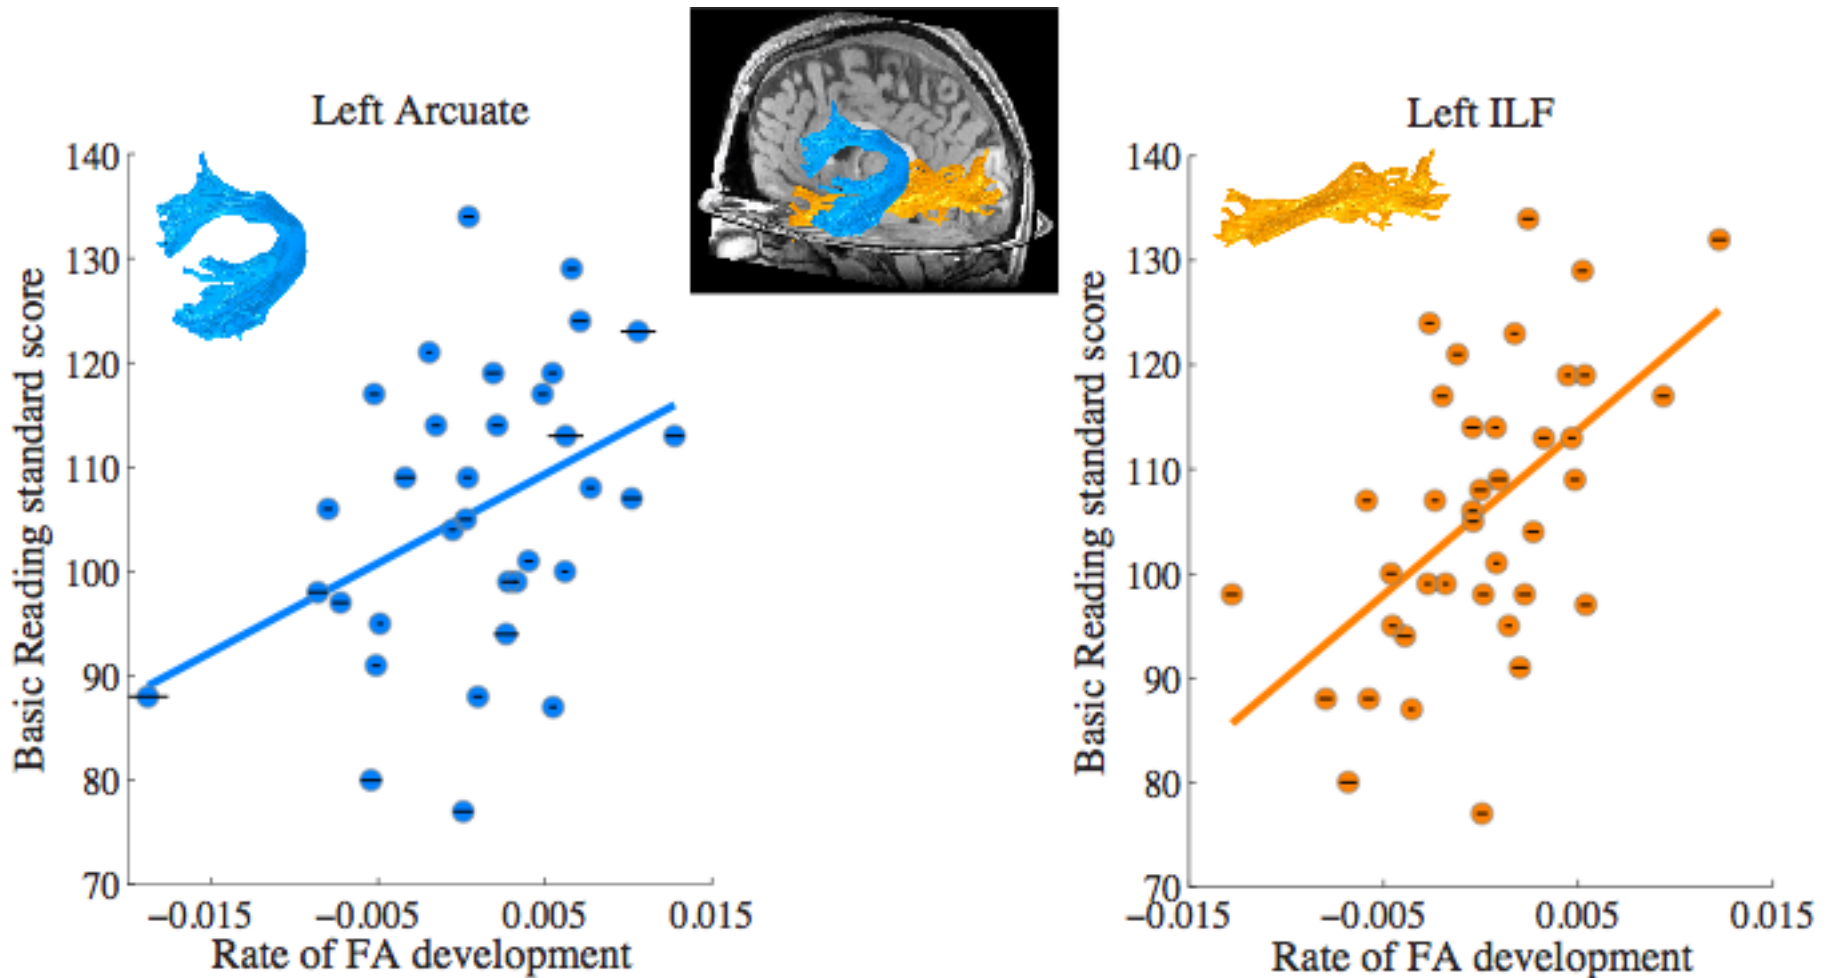 Left Arcuate
140
130
120
110
100
90
80
70
Basic Reading standard score
−0.015 −0.005 0.005 0.015
Rate of FA development
Left ILF
140
130
120
110
100
90
80
70
Basic Reading standard score
−0.015 −0.005 0.005 0.015
Rate of FA development